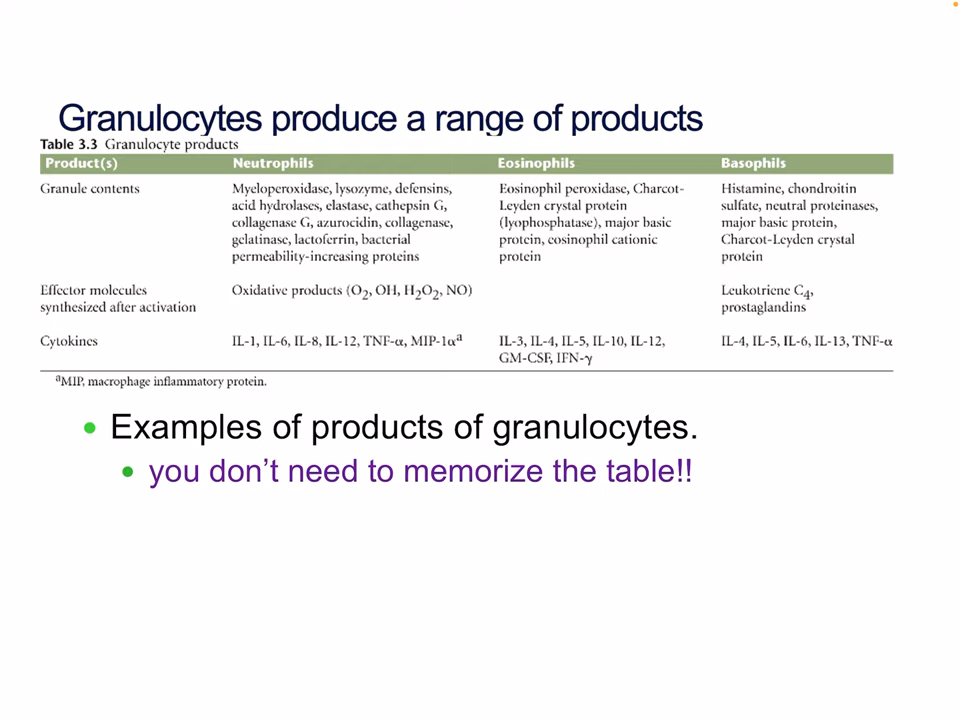 Granulocytes produce a range of products
Table 3.3 Granulocyte products
Product(s) Neutrophils Eosinophils Basophils
Granule contents Myeloperoxidase, lysozyme, defensins, Eosinophil peroxidase, Charcot- Histamine, chondroitin
acid hydrolases, elastase, cathepsin G, Leyden crystal protein sulfate, neutral proteinases,
collagenase G, azurocidin, collagenase, (lyophosphatase), major basic major basic protein,
gelatinase, lactoferrin, bacterial protein, eosinophil cationic Charcot-Leyden crystal
permeability-increasing proteins protein protein
Effector molecules Oxidative products (O2, OH, H2O2, NO) Leukotriene C4,
synthesized after activation prostaglandins
Cytokines IL-1, IL-6, IL-8, IL-12, TNF-α, MIP-1αa IL-3, IL-4, IL-5, IL-10, IL-12, IL-4, IL-5, IL-6, IL-13, TNF-α
GM-CSF, IFN-γ
aMIP, macrophage inflammatory protein.
• Examples of products of granulocytes.
• you don't need to memorize the table!!